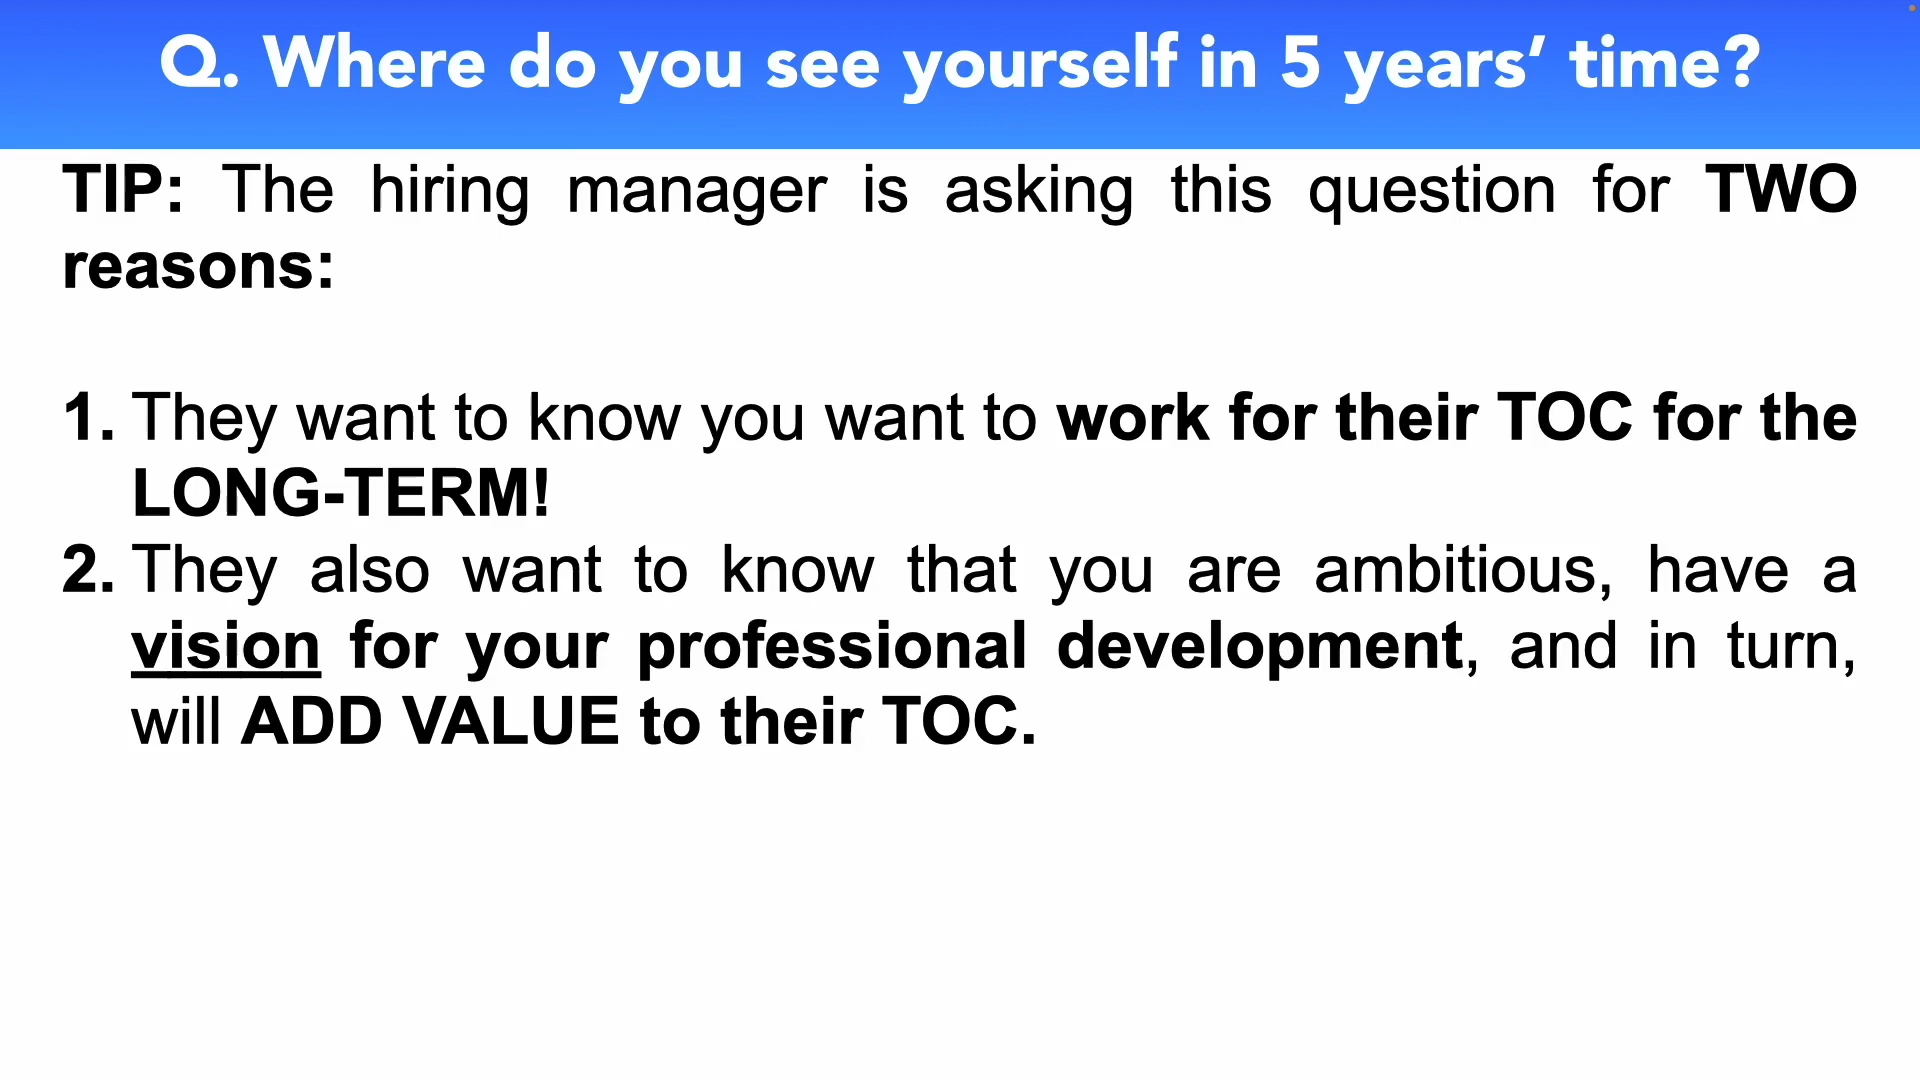 Q. Where do you see yourself in 5 years’ time?
TIP: The hiring manager is asking this question for TWO
reasons:
1. They want to know you want to work for their TOC for the
LONG-TERM!
2. They also want to know that you are ambitious, have a
vision for your professional development, and in turn,
will ADD VALUE to their TOC.